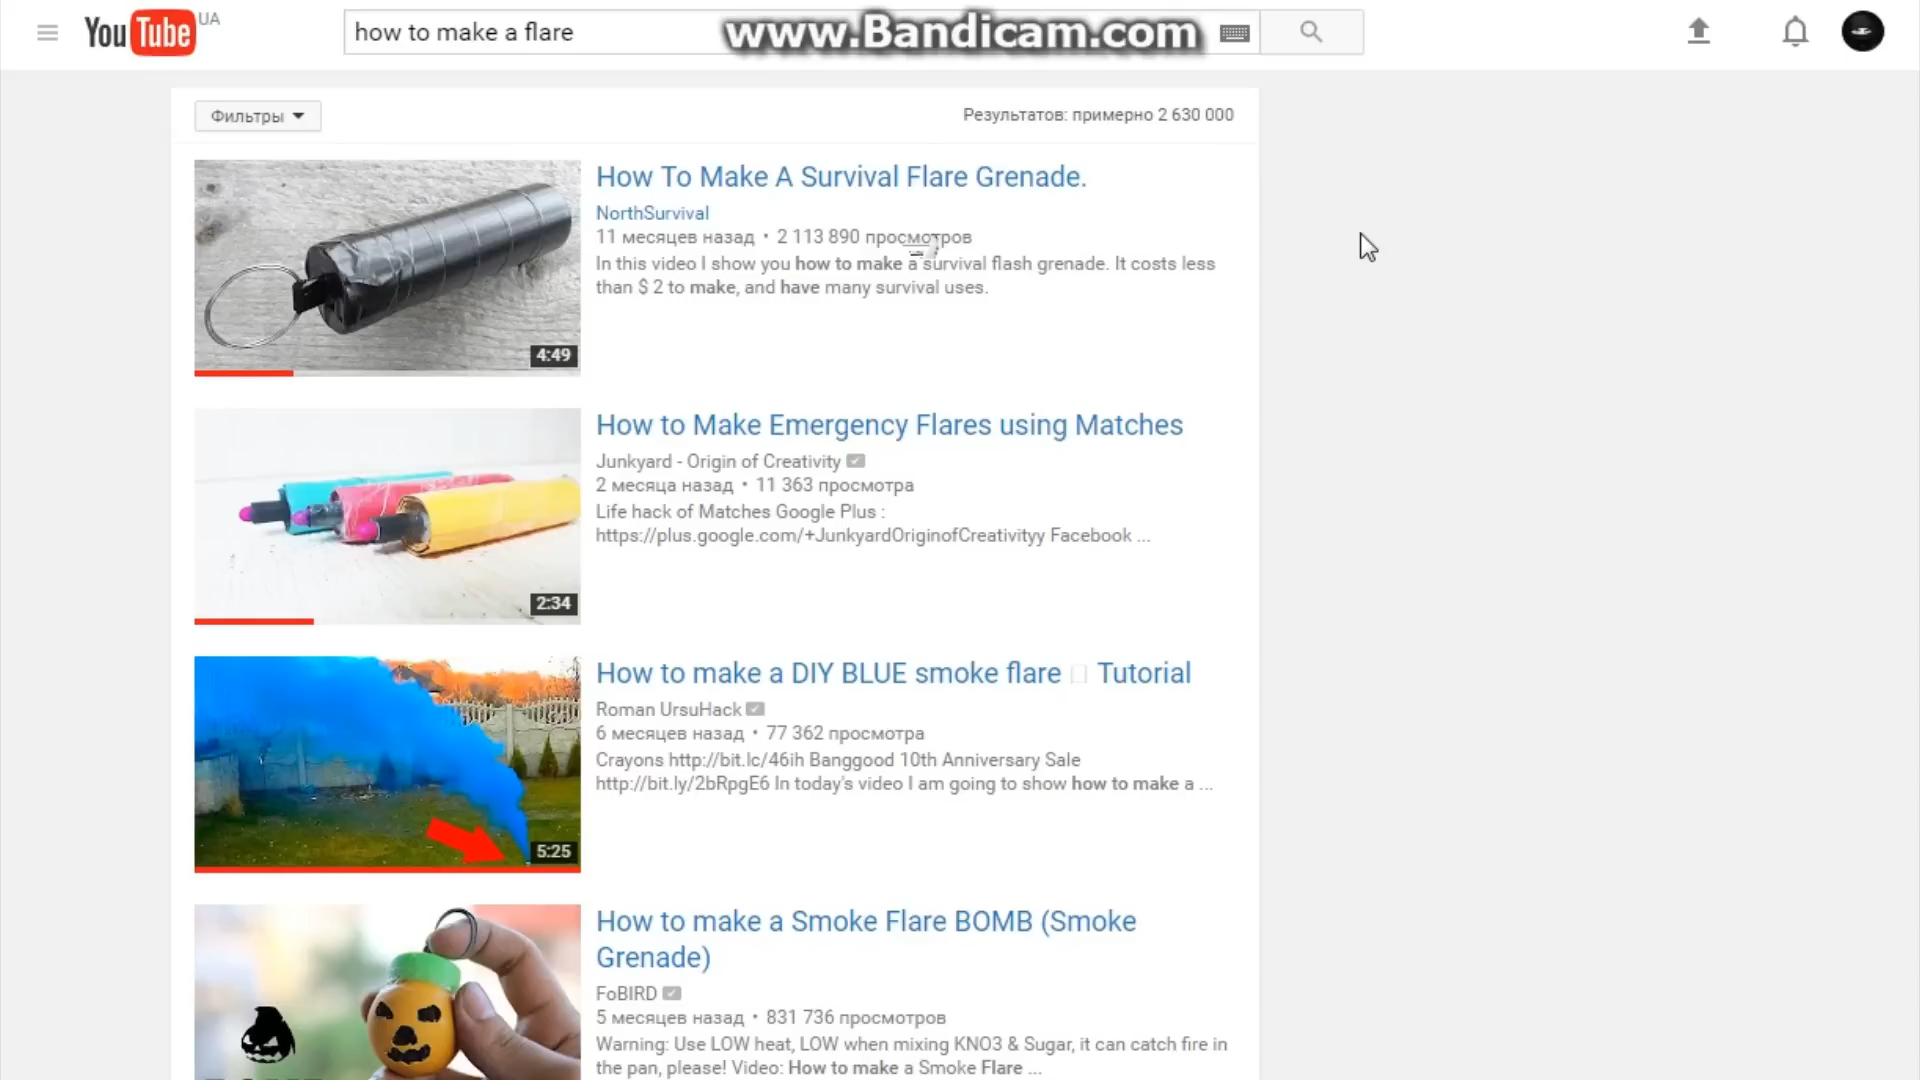 YouTube UA
how to make a flare
www.Bandicam.com
Фильтры
Результатов: примерно 2 630 000
How To Make A Survival Flare Grenade.
NorthSurvival
11 месяцев назад • 2 113 890 просмотров
In this video I show you how to make a survival flash grenade. It costs less
than $ 2 to make, and have many survival uses.
4:49
How to Make Emergency Flares using Matches
Junkyard - Origin of Creativity
2 месяца назад • 11 363 просмотра
Life hack of Matches Google Plus :
https://plus.google.com/+JunkyardOriginofCreativityy Facebook ...
2:34
How to make a DIY BLUE smoke flare Tutorial
Roman UrsuHack
6 месяцев назад • 77 362 просмотра
Crayons http://bit.lc/46ih Banggood 10th Anniversary Sale
http://bit.ly/2bRpgE6 In today's video I am going to show how to make a ...
5:25
How to make a Smoke Flare BOMB (Smoke
Grenade)
FoBIRD
5 месяцев назад • 831 736 просмотров
Warning: Use LOW heat, LOW when mixing KNO3 & Sugar, it can catch fire in
the pan, please! Video: How to make a Smoke Flare ...